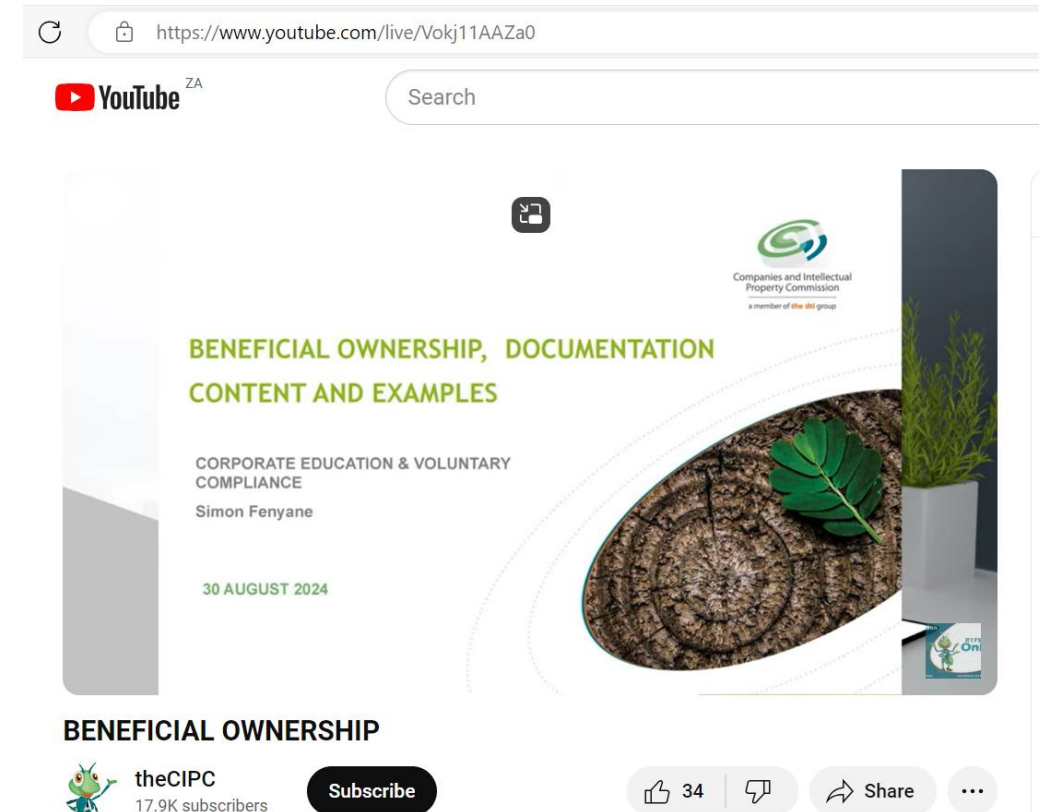 https://www.youtube.com/live/Vokj11AAZa0
YouTube ZA
Search
Companies and Intellectual
Property Commission
a member of the dti group
BENEFICIAL OWNERSHIP, DOCUMENTATION
CONTENT AND EXAMPLES
CORPORATE EDUCATION & VOLUNTARY
COMPLIANCE
Simon Fenyane
30 AUGUST 2024
BENEFICIAL OWNERSHIP
theCIPC
17.9K subscribers
Subscribe
34
Share